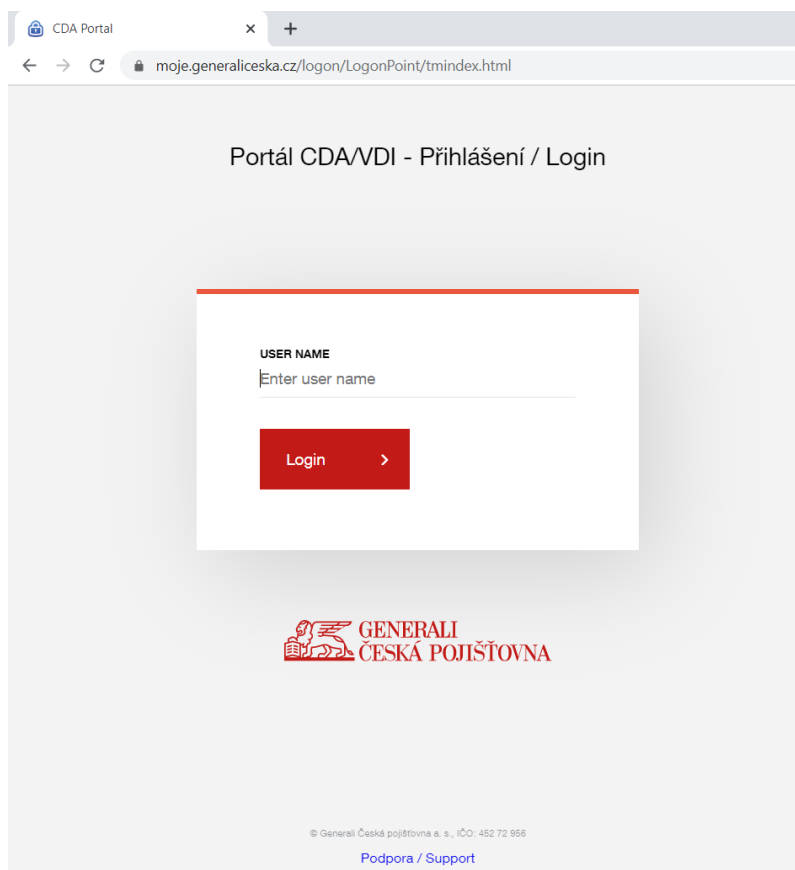 CDA Portal
moje.generaliceska.cz/logon/LogonPoint/tmindex.html
Portál CDA/VDI - Přihlášení / Login
USER NAME
Enter user name
Login
GENERALI
ČESKÁ POJIŠŤOVNA
© Generali Česká pojišťovna a. s., IČO: 452 72 956
Podpora / Support